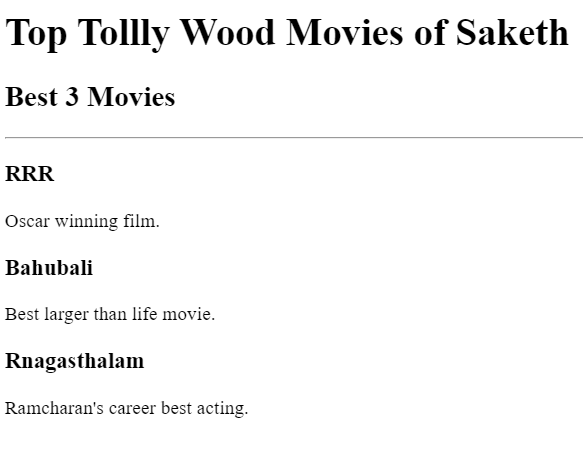 Top Tollly Wood Movies of Saketh
Best 3 Movies
RRR
Oscar winning film.
Bahubali
Best larger than life movie.
Rnagasthalam
Ramcharan's career best acting.